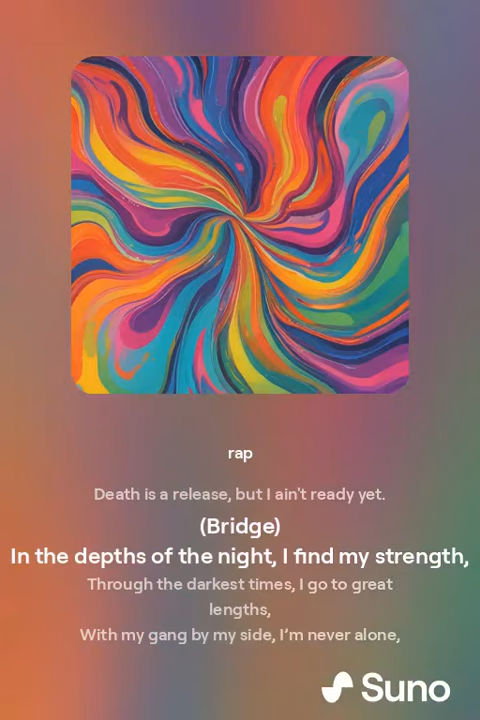 rap
Death is a release, but I ain't ready yet.
(Bridge)
In the depths of the night, I find my strength,
Through the darkest times, I go to great
lengths,
With my gang by my side, I’m never alone,
Suno